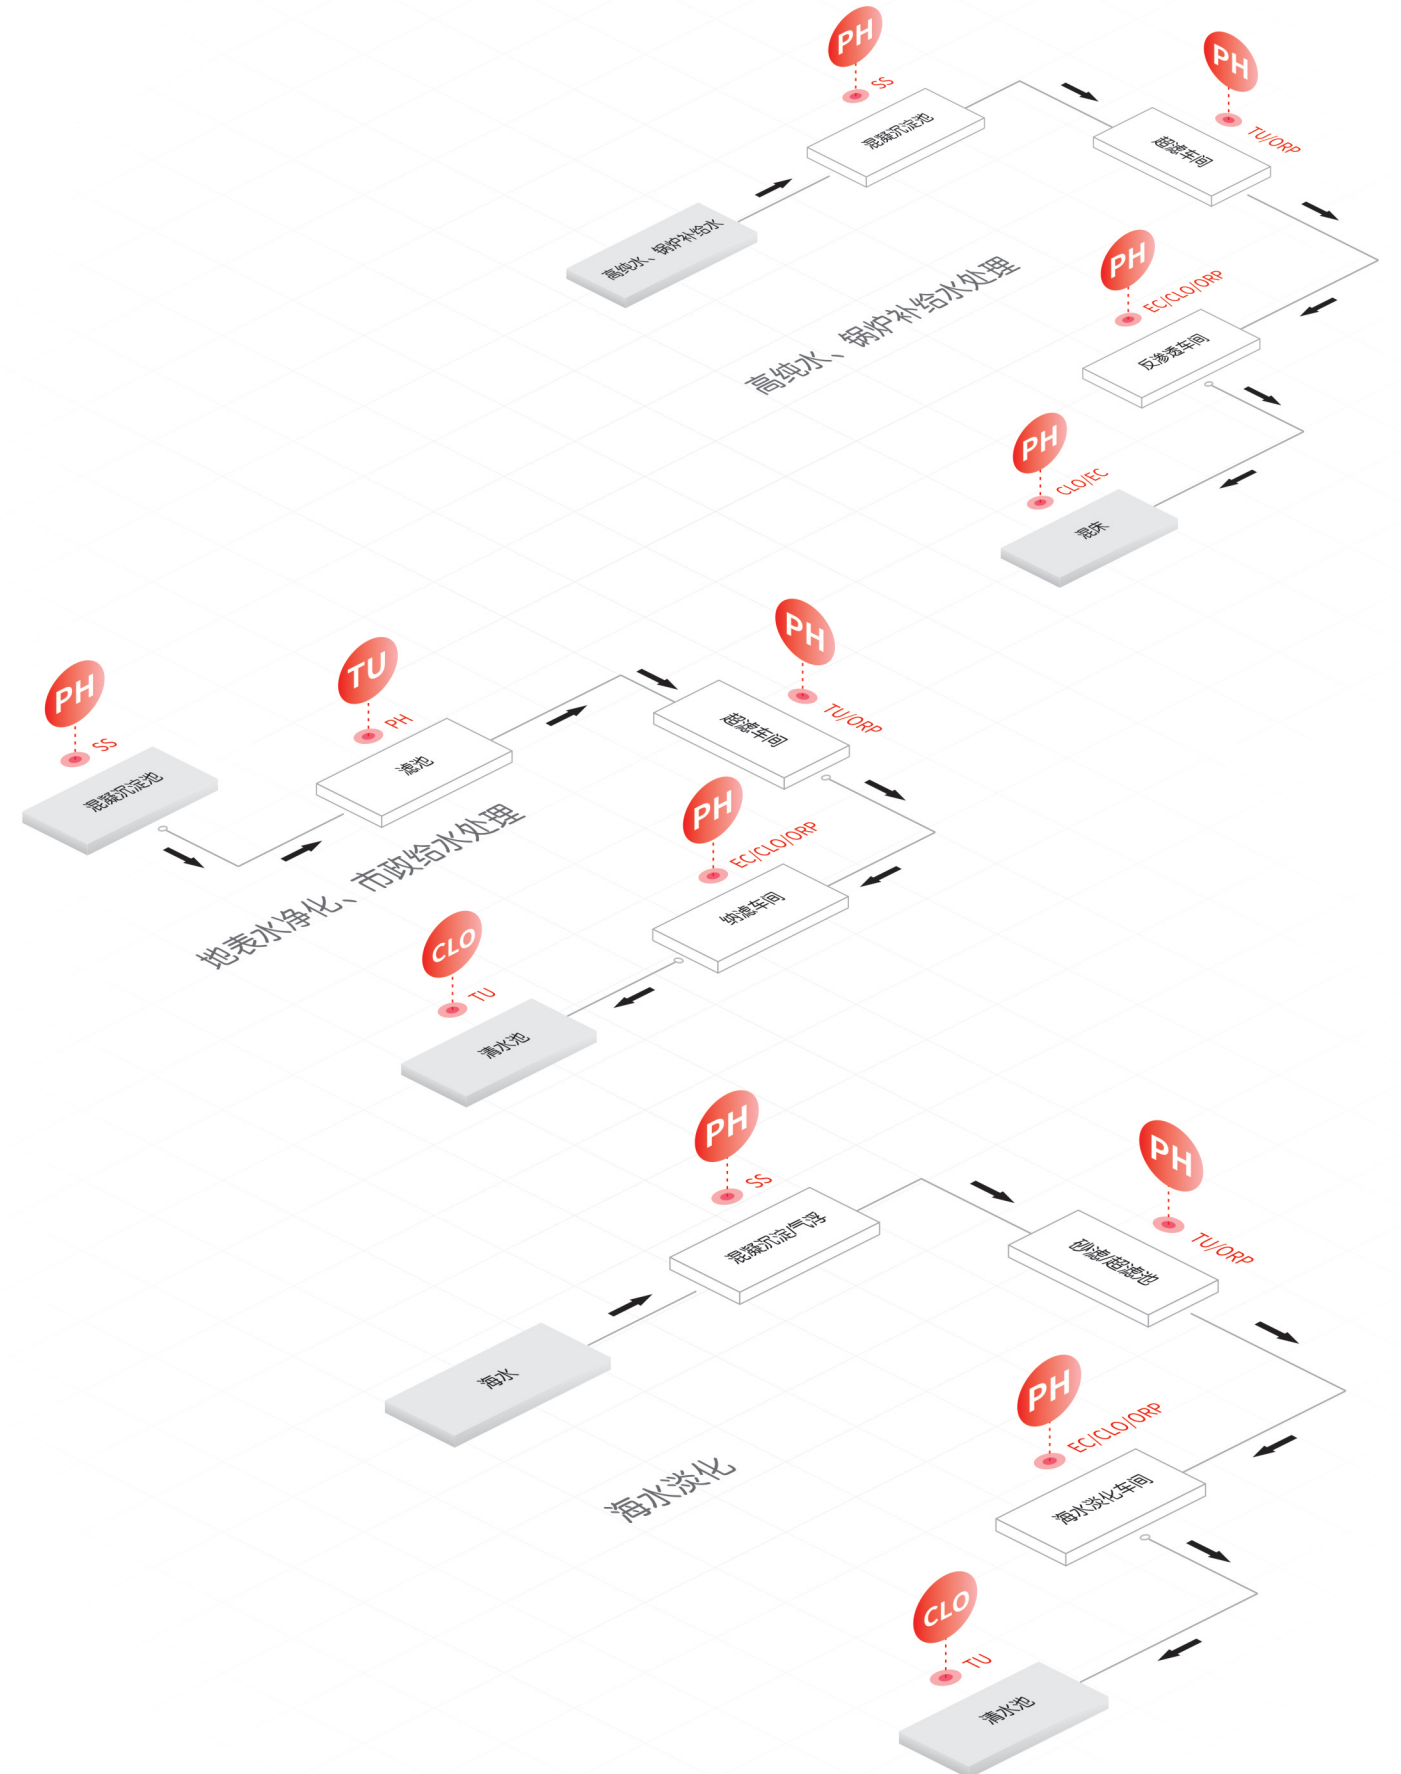 PH
SS
混凝沉淀池
PH
TU/ORP
超滤车间
高纯水、锅炉补给水
高纯水、锅炉补给水处理
PH
EC/CLO/ORP
反渗透车间
PH
CLO/EC
混床
PH
SS
混凝沉淀池
TU
PH
滤池
PH
TU/ORP
超滤车间
地表水净化、市政给水处理
PH
EC/CLO/ORP
纳滤车间
CLO
TU
清水池
PH
SS
混凝沉淀/气浮
PH
TU/ORP
砂滤/超滤池
海水
海水淡化
PH
EC/CLO/ORP
海水淡化车间
CLO
TU
清水池